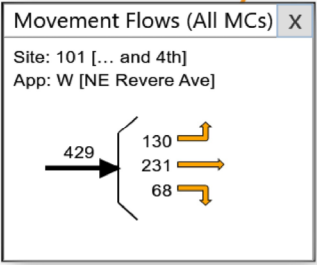 Movement Flows (All MCs) X
Site: 101 [... and 4th]
App: W [NE Revere Ave]
130
429
231
68